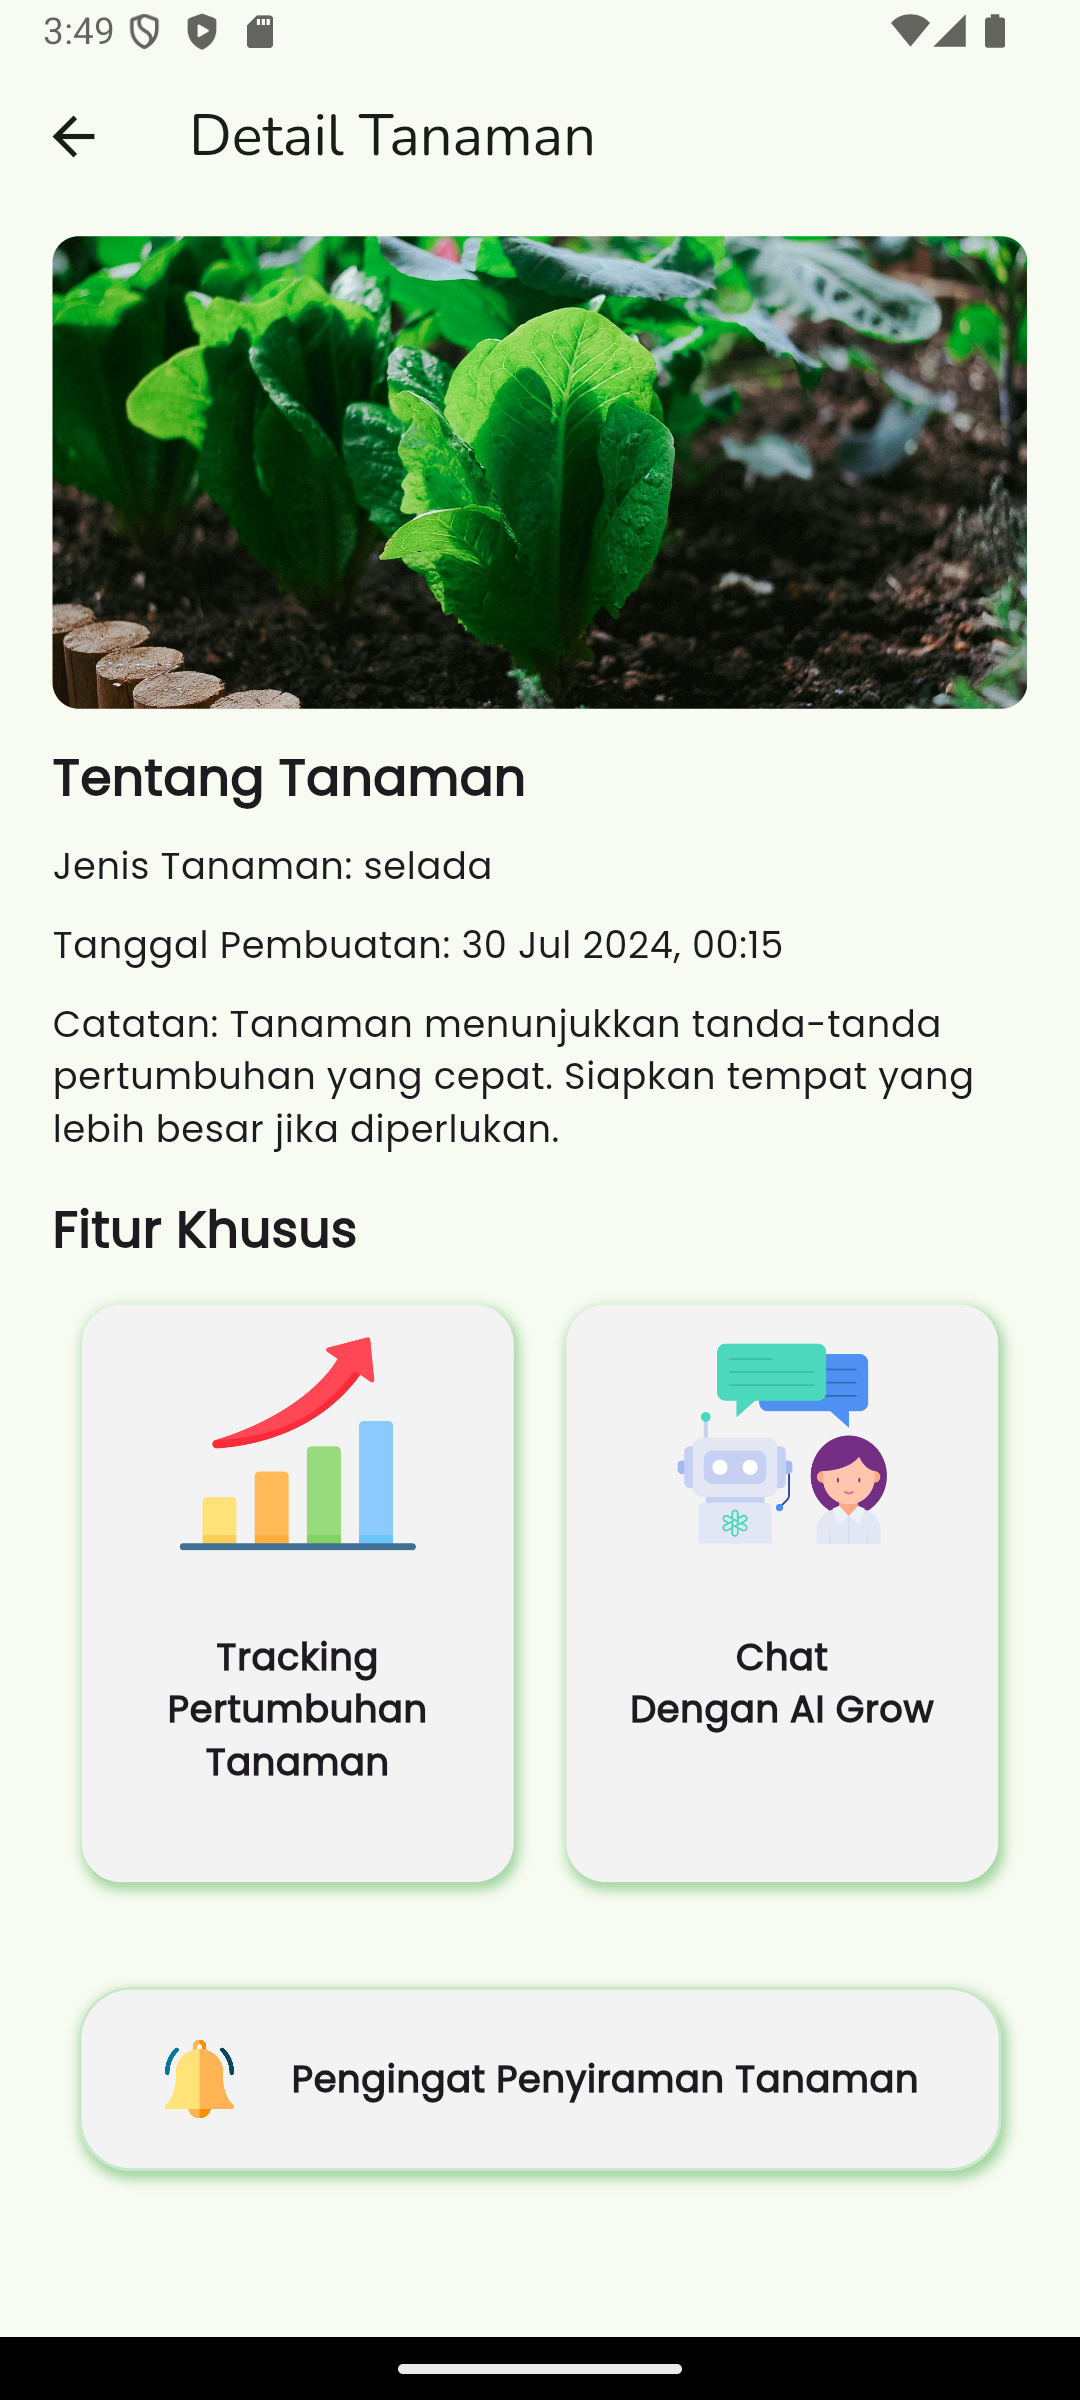 3:49
Detail Tanaman
Tentang Tanaman
Jenis Tanaman: selada
Tanggal Pembuatan: 30 Jul 2024, 00:15
Catatan: Tanaman menunjukkan tanda-tanda
pertumbuhan yang cepat. Siapkan tempat yang
lebih besar jika diperlukan.
Fitur Khusus
Tracking
Pertumbuhan
Tanaman
Chat
Dengan AI Grow
Pengingat Penyiraman Tanaman